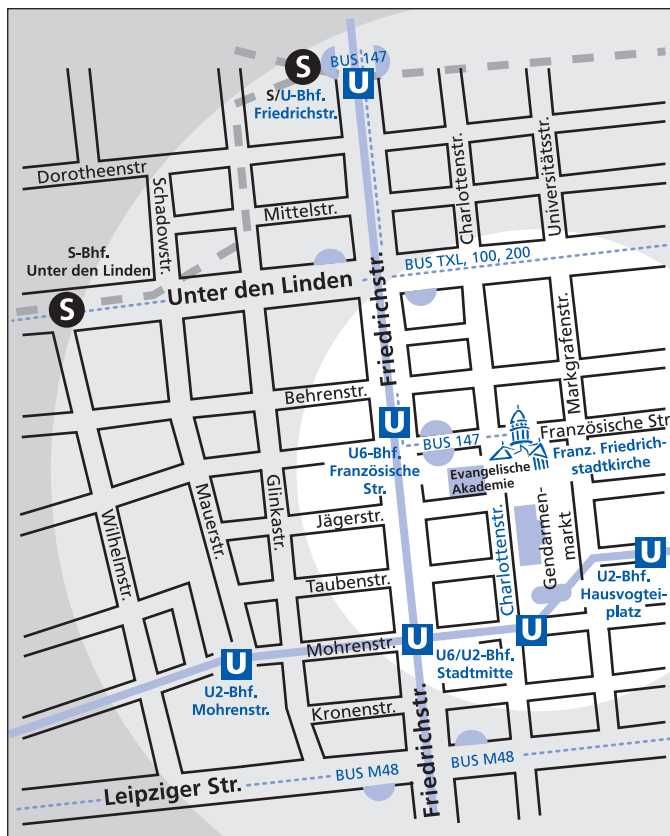 BUS 147
S
U
S/U-Bhf.
Friedrichstr.
Dorotheenstr
Schadowstr.
Mittelstr.
Charlottenstr.
Universitätsstr.
S-Bhf.
Unter den Linden
S
Unter den Linden
BUS TXL, 100, 200
Friedrichstr.
Markgrafenstr.
Behrenstr.
U
BUS 147
Französische Str
U6-Bhf.
Französische
Str.
Evangelische
Akademie
Franz. Friedrich-
stadtkirche
Wilhelmstr.
Mauerstr.
Glinkastr.
Jägerstr.
Charlottenstr.
Gendarmen-
markt
Taubenstr.
U
U2-Bhf.
Hausvogtei-
platz
Mohrenstr.
U
U
U
U2-Bhf.
Mohrenstr.
U6/U2-Bhf.
Stadtmitte
Kronenstr.
Friedrichstr.
Leipziger Str.
BUS M48
BUS M48